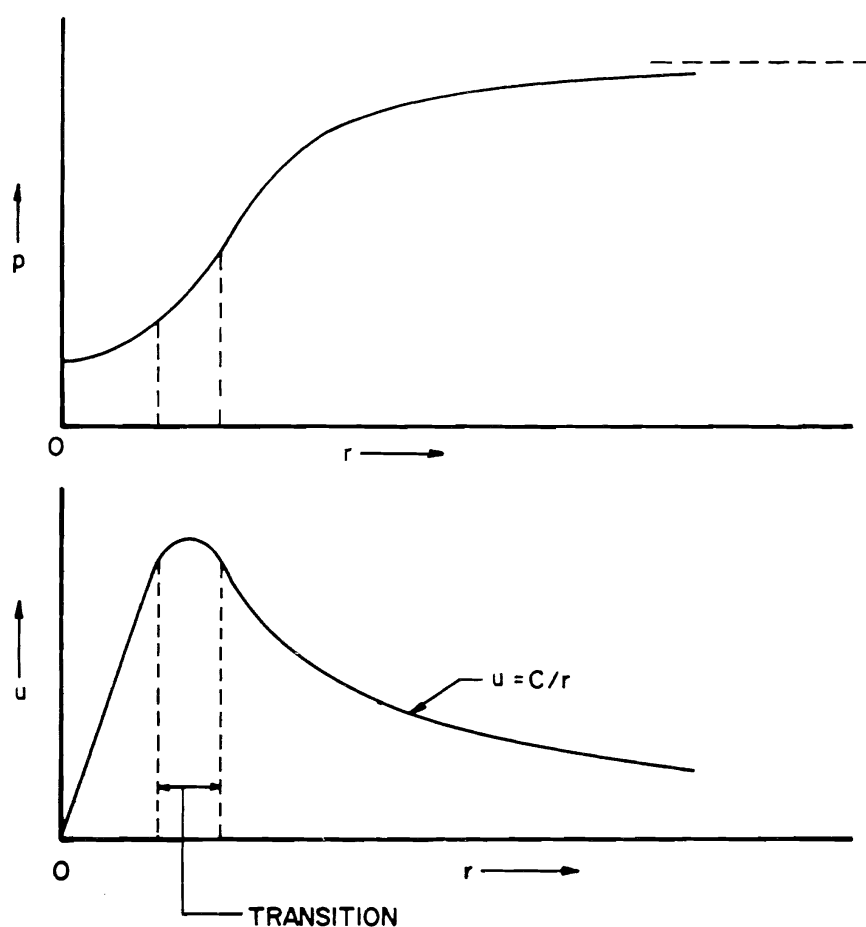 p
O
r
u
u = C/r
O
r
TRANSITION